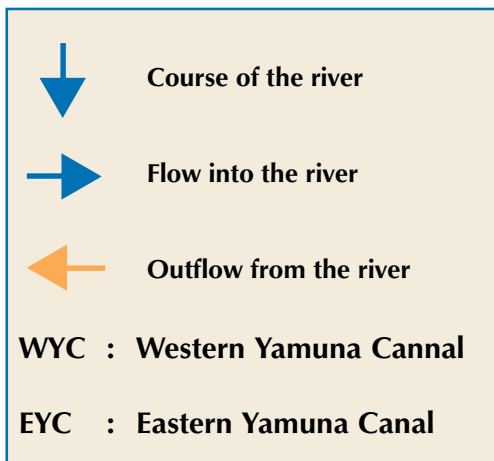 Course of the river
Flow into the river
Outflow from the river
WYC : Western Yamuna Cannal
EYC : Eastern Yamuna Canal